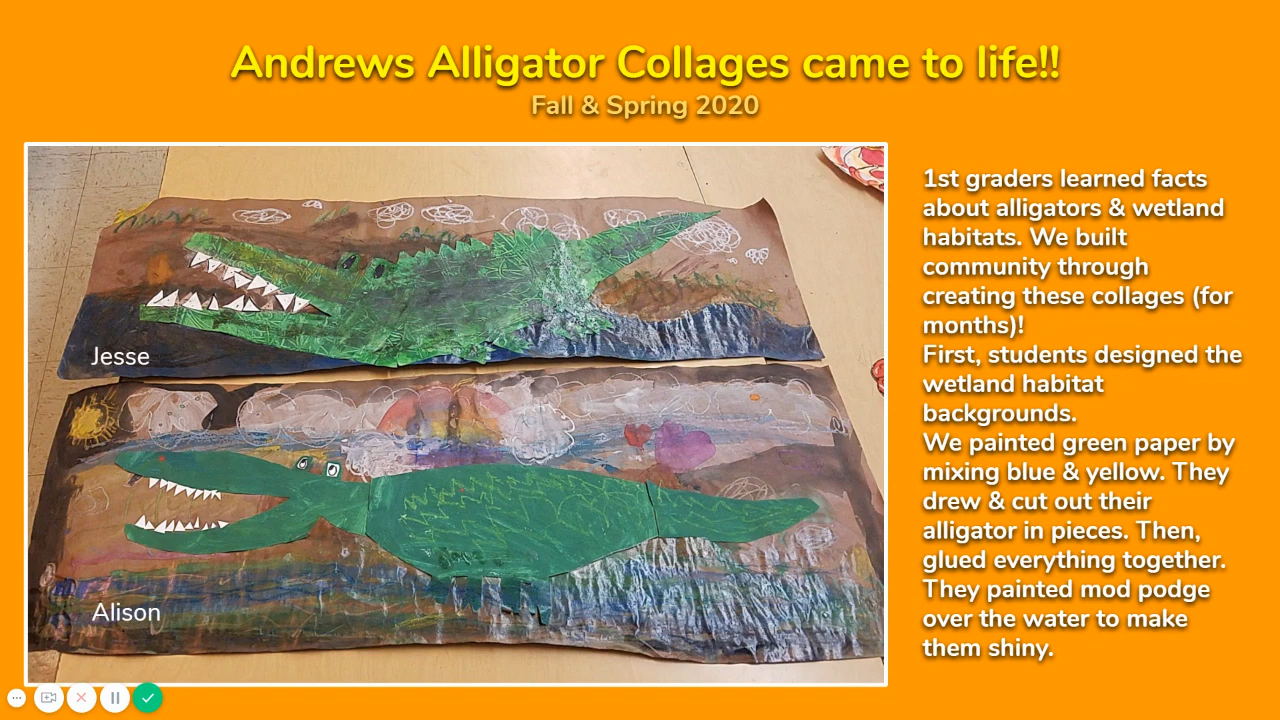 Andrews Alligator Collages came to life!!
Fall & Spring 2020
Jesse
Alison
1st graders learned facts
about alligators & wetland
habitats. We built
community through
creating these collages (for
months)!
First, students designed the
wetland habitat
backgrounds.
We painted green paper by
mixing blue & yellow. They
drew & cut out their
alligator in pieces. Then,
glued everything together.
They painted mod podge
over the water to make
them shiny.